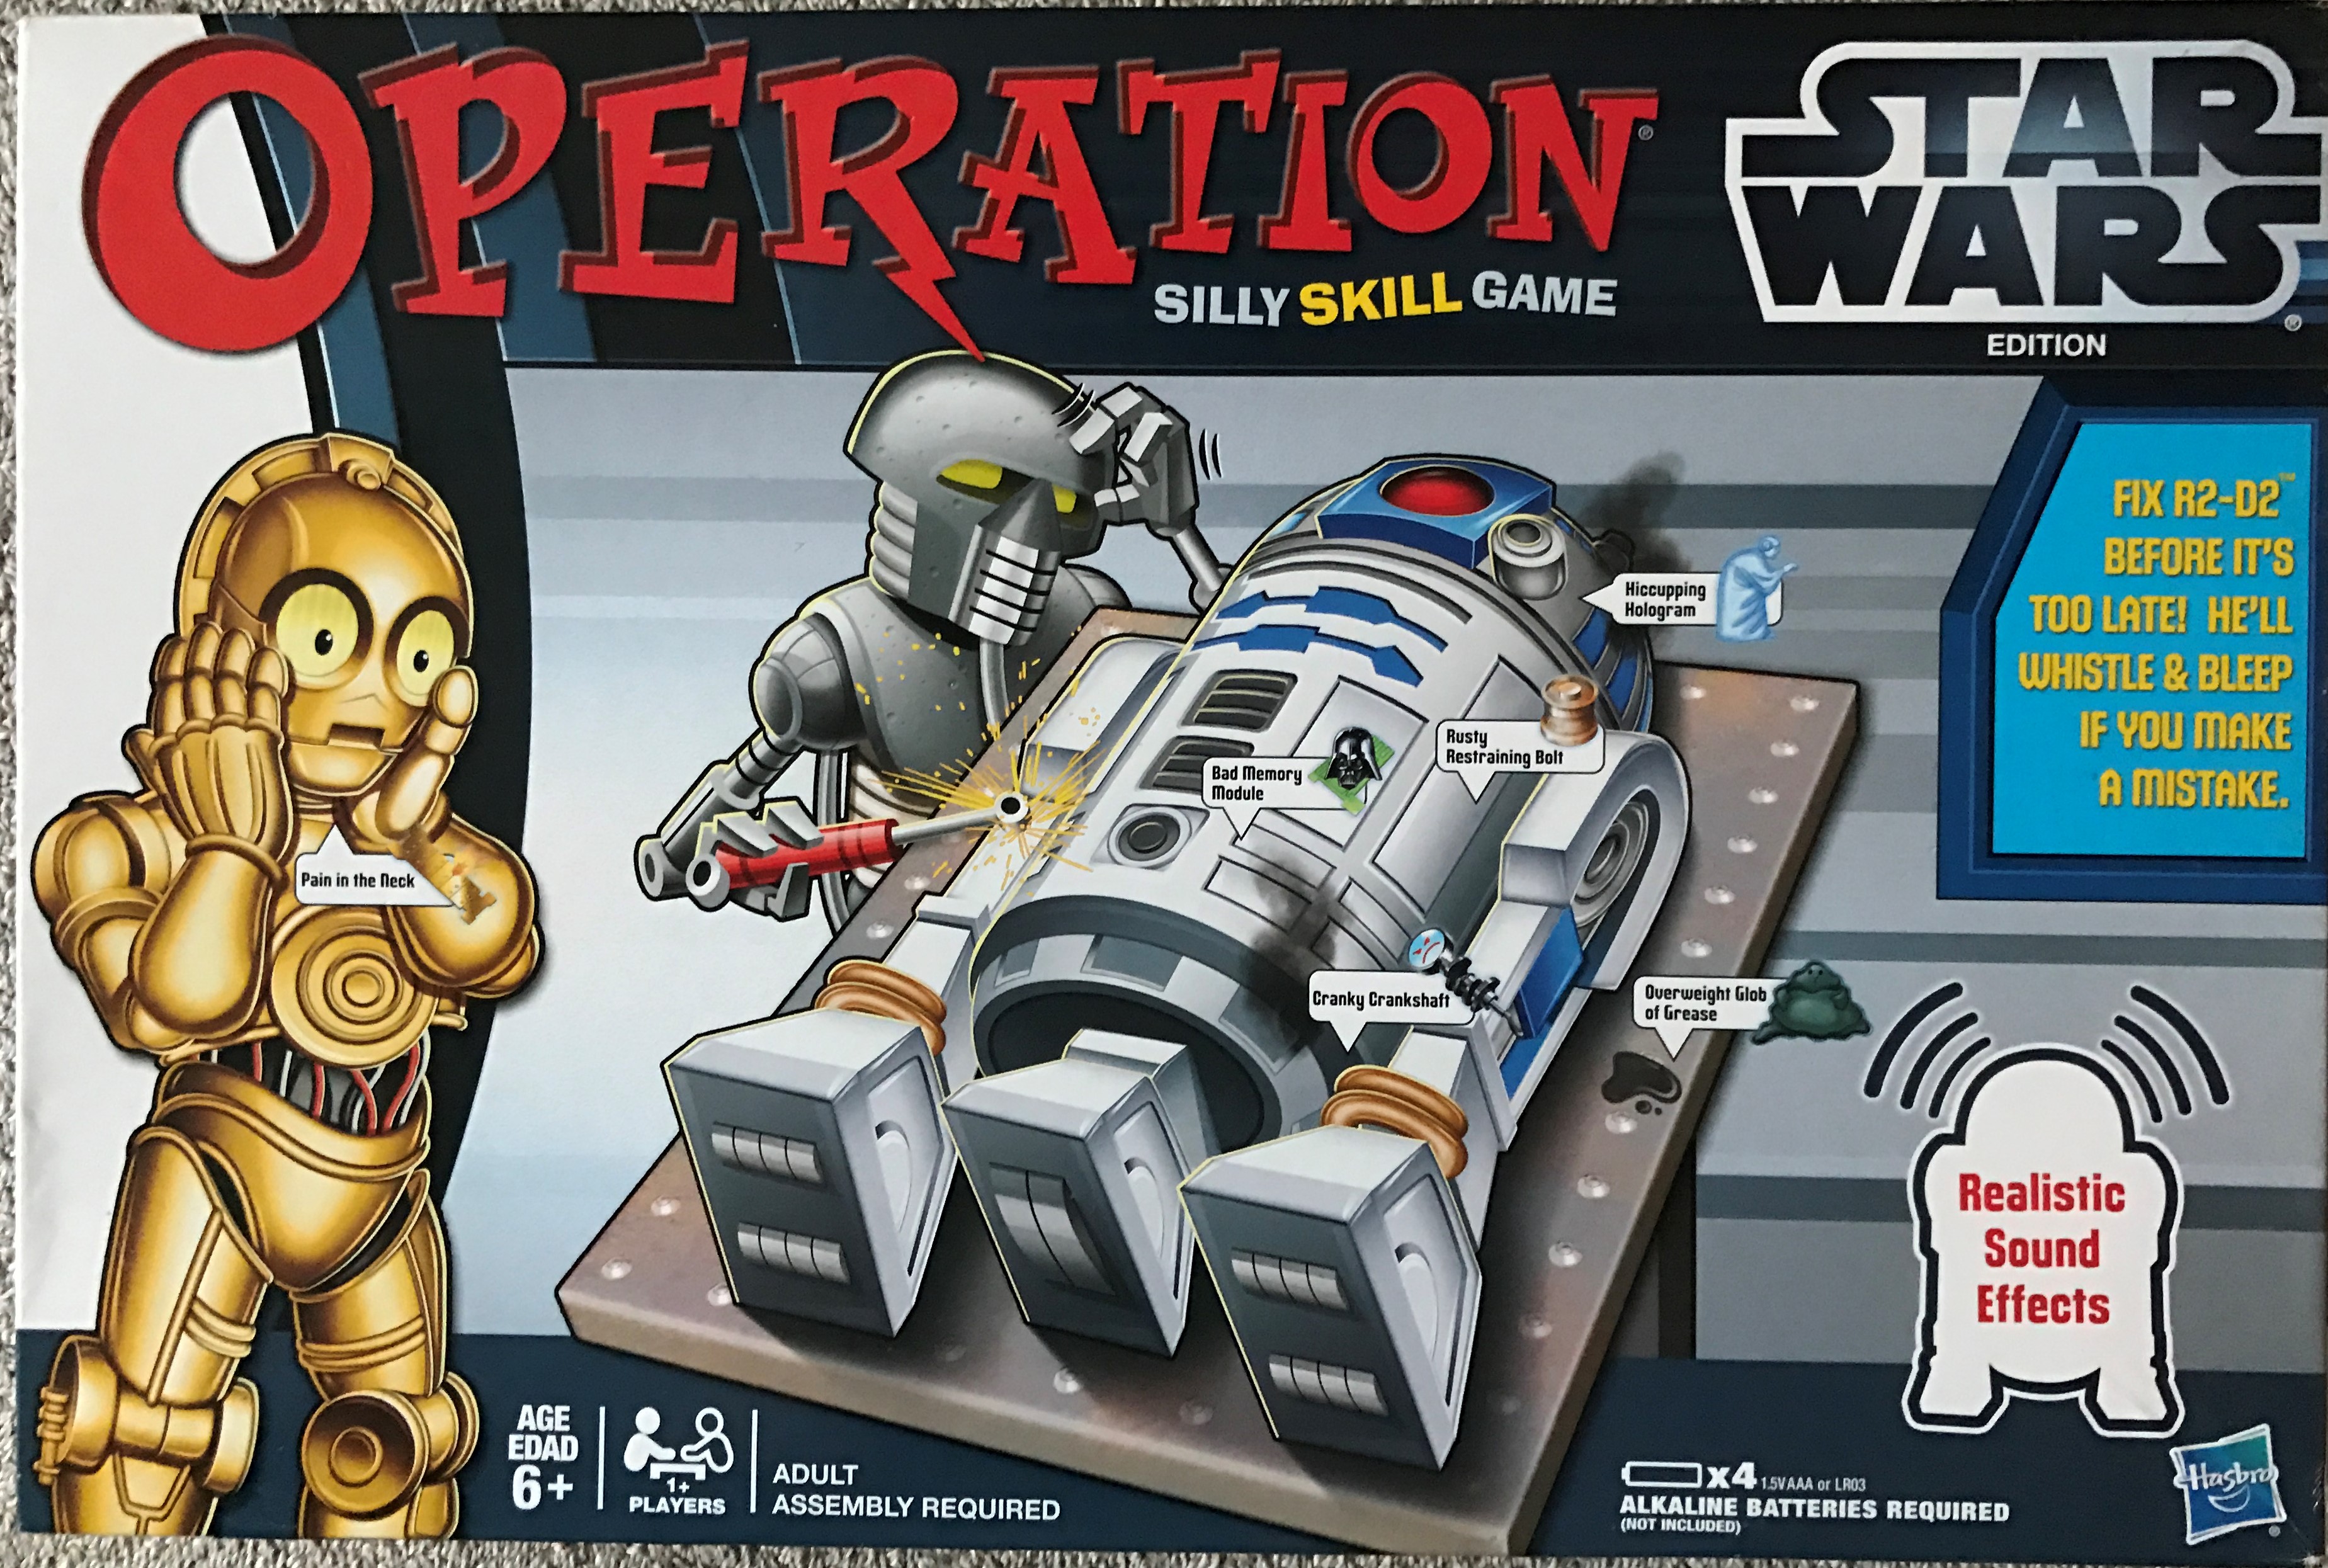 OPERATION®
SILLY SKILL GAME
STAR
WARS®
EDITION
FIX R2-D2™
BEFORE IT'S
TOO LATE! HE'LL
WHISTLE & BLEEP
IF YOU MAKE
A MISTAKE.
Hiccupping
Hologram
Rusty
Restraining Bolt
Bad Memory
Module
Pain in the Neck
Cranky Crankshaft
Overweight Glob
of Grease
Realistic
Sound
Effects
AGE
EDAD
6+
1+
PLAYERS
ADULT
ASSEMBLY REQUIRED
x4 1.5V AAA or LR03
ALKALINE BATTERIES REQUIRED
(NOT INCLUDED)
Hasbro
®